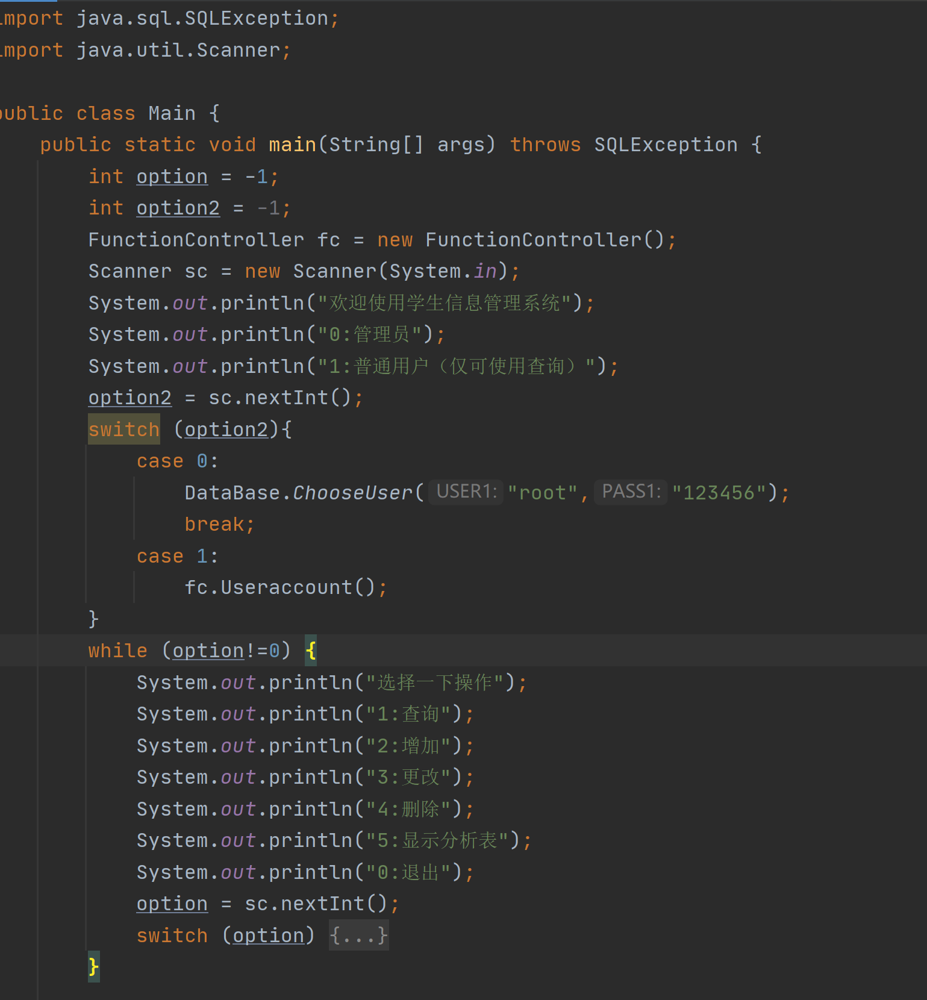 import java.sql.SQLException;
import java.util.Scanner;
public class Main {
public static void main(String[] args) throws SQLException {
int option = -1;
int option2 = -1;
FunctionController fc = new FunctionController();
Scanner sc = new Scanner(System.in);
System.out.println("欢迎使用学生信息管理系统");
System.out.println("0:管理员");
System.out.println("1:普通用户（仅可使用查询）");
option2 = sc.nextInt();
switch (option2){
case 0:
DataBase.ChooseUser( USER1: "root", PASS1: "123456");
break;
case 1:
fc.Useraccount();
}
while (option!=0) {
System.out.println("选择一下操作");
System.out.println("1:查询");
System.out.println("2:增加");
System.out.println("3:更改");
System.out.println("4:删除");
System.out.println("5:显示分析表");
System.out.println("0:退出");
option = sc.nextInt();
switch (option) {...}
}